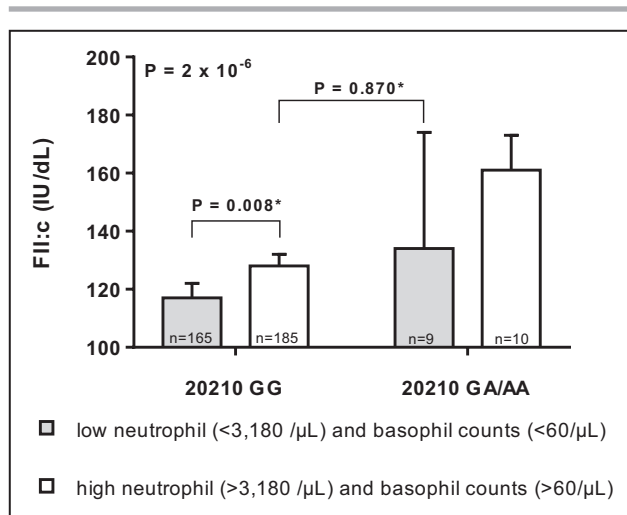 200
P = 2 x 10-6
P = 0.870*
180
160
P = 0.008*
140
120
100
FII:c (IU/dL)
n=165 n=185 n=9 n=10
20210 GG 20210 GA/AA
low neutrophil (<3,180 /µL) and basophil counts (<60/µL)
high neutrophil (>3,180 /µL) and basophil counts (>60/µL)